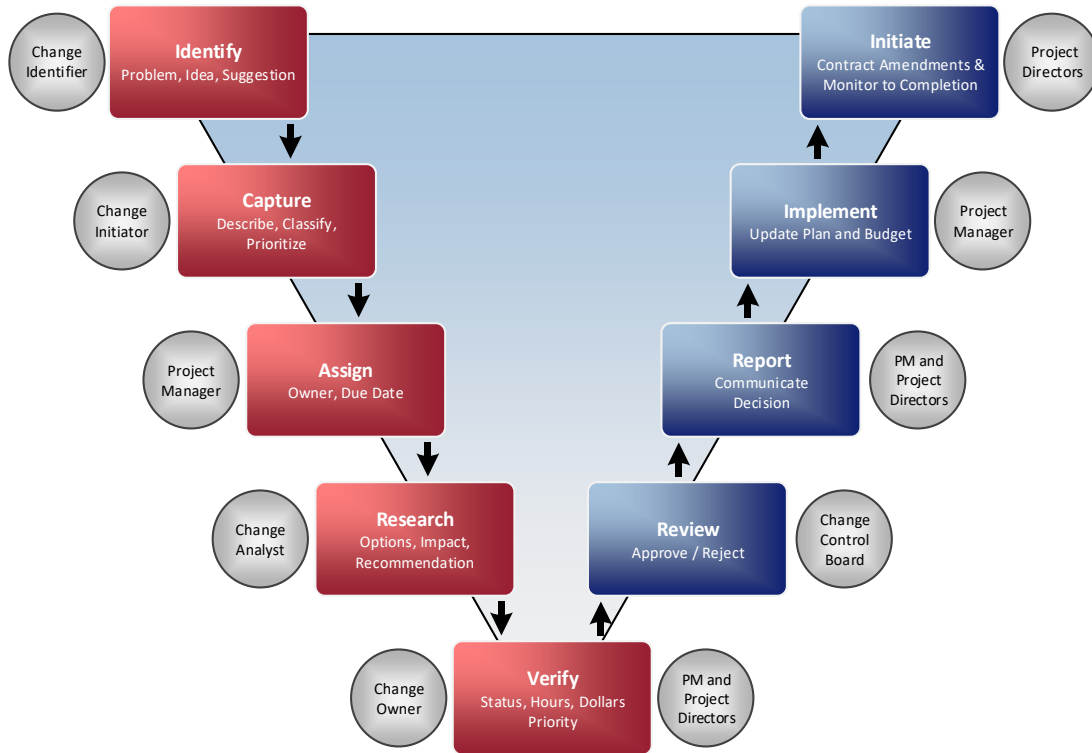 Change
Identifier
Identify
Problem, Idea, Suggestion
Initiate
Contract Amendments &
Monitor to Completion
Project
Directors
Change
Initiator
Capture
Describe, Classify,
Prioritize
Implement
Update Plan and Budget
Project
Manager
Project
Manager
Assign
Owner, Due Date
Report
Communicate
Decision
PM and
Project
Directors
Change
Analyst
Research
Options, Impact,
Recommendation
Review
Approve / Reject
Change
Control
Board
Change
Owner
Verify
Status, Hours, Dollars
Priority
PM and
Project
Directors